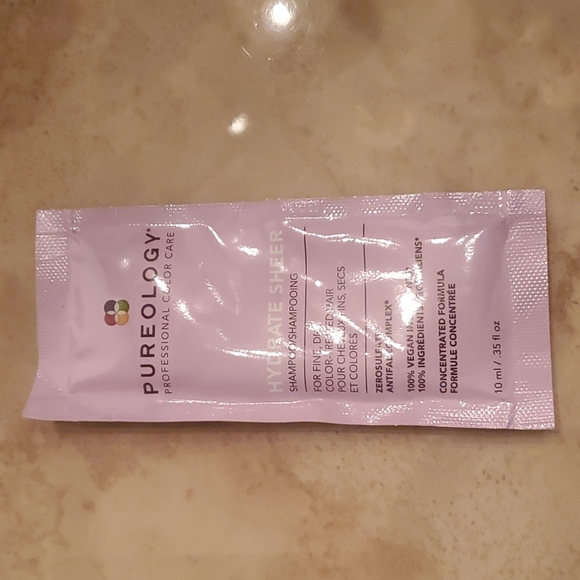 PUREOLOGY
PROFESSIONAL COLOR CARE
HYDRATE SHEER
SHAMPOO/SHAMPOOING
FOR FINE, DRY
COLOR-TREATED HAIR
POUR CHEVEUX FINS, SECS
ET COLORÉS
ANTIFADE COMPLEX®
100% VEGAN
100% INGRÉDIENTS
CONCENTRATED FORMULA
FORMULE CONCENTRÉE
10 ml / .35 fl oz